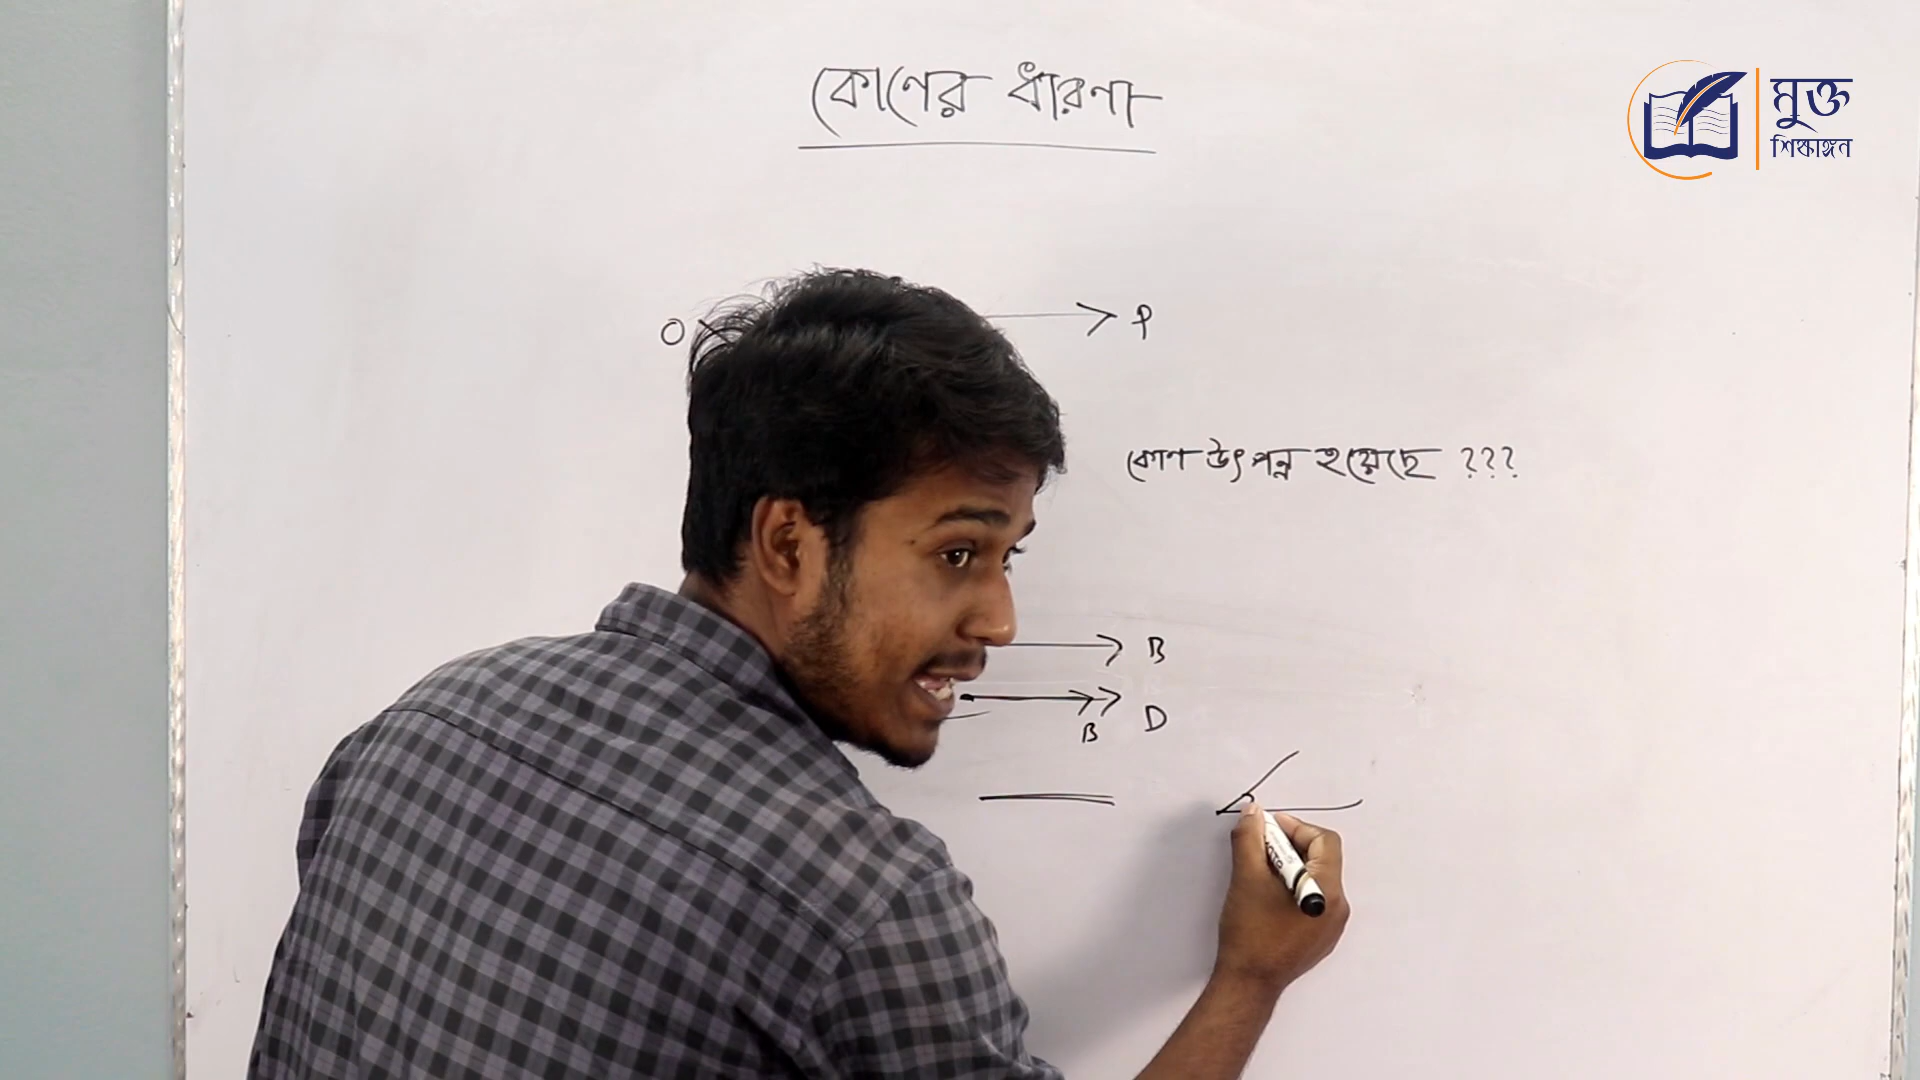 কোণের ধারণা
মুক্ত
শিক্ষাঙ্গন
O P
কোণ উৎপন্ন হয়েছে ???
B
D
B